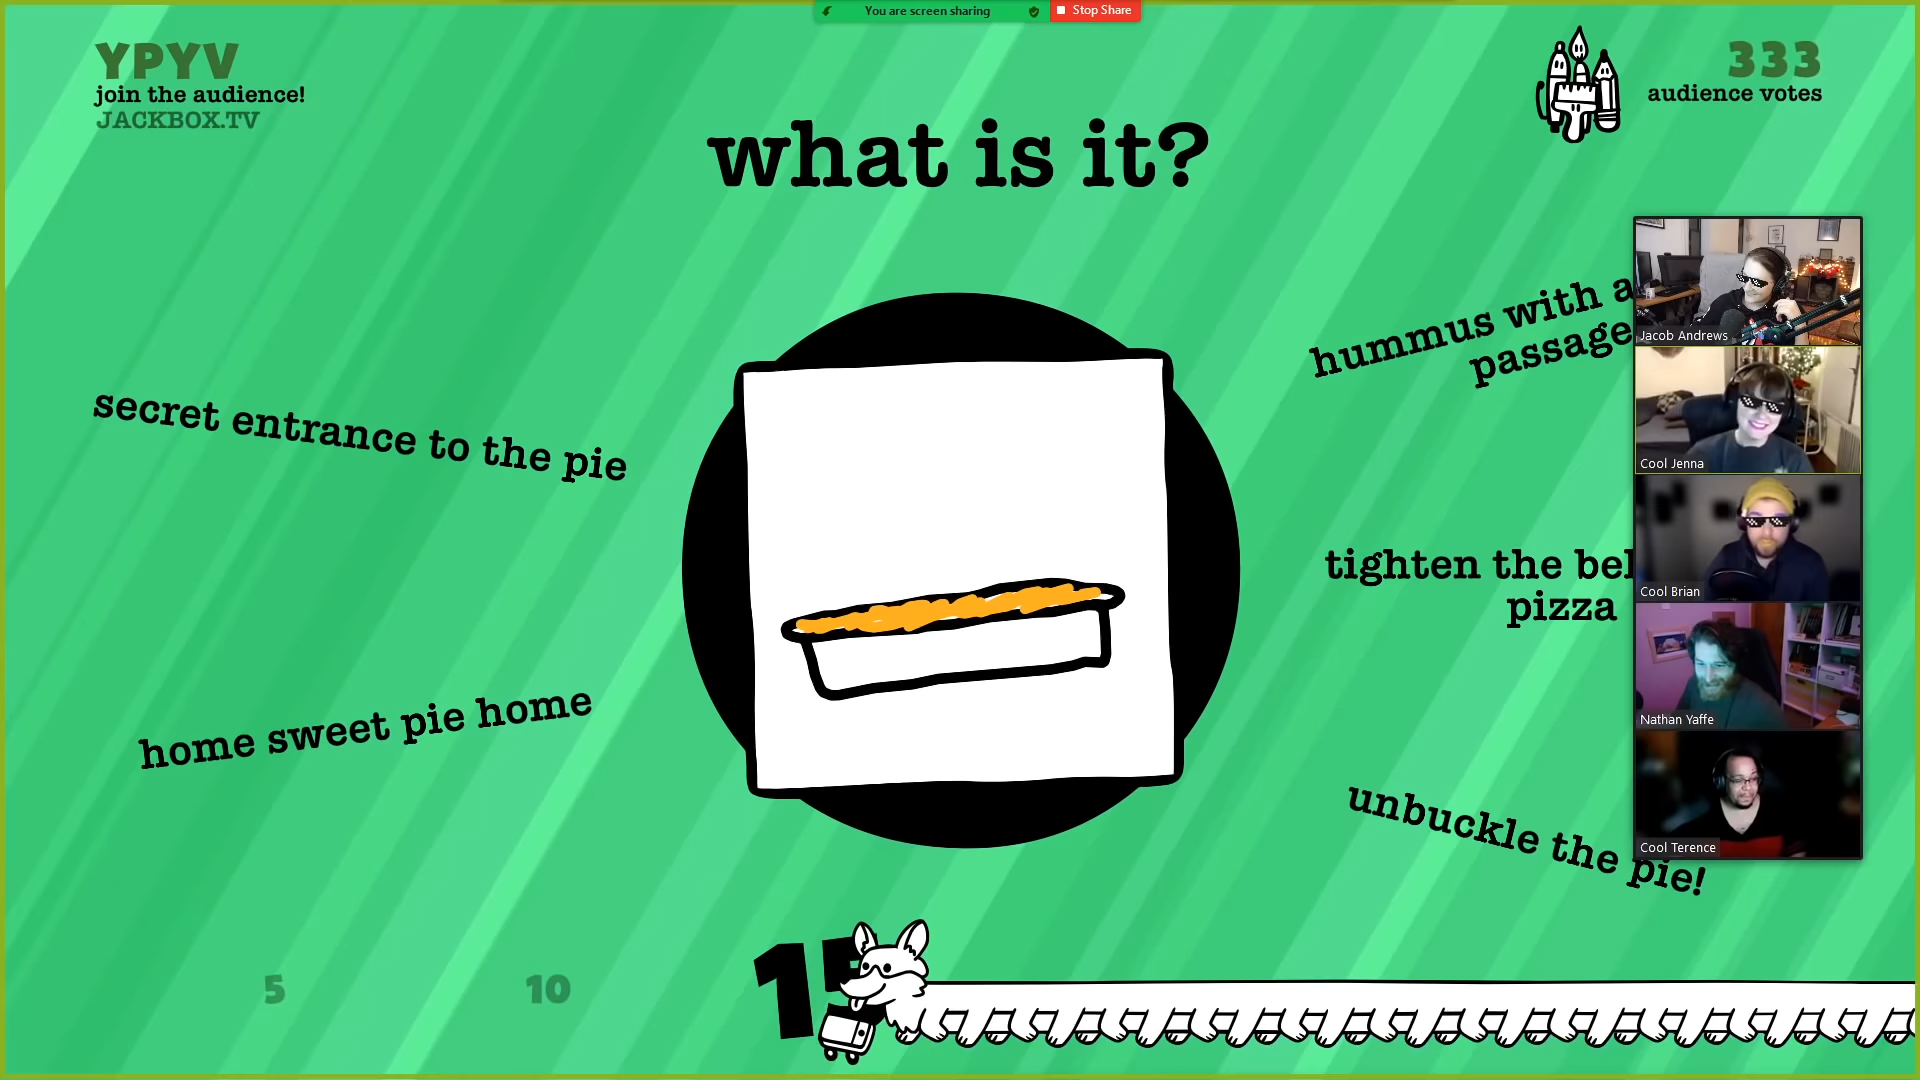 You are screen sharing
Stop Share
YPYV
join the audience!
JACKBOX.TV
333
audience votes
what is it?
secret entrance to the pie
home sweet pie home
hummus with a
passage
tighten the
pizza
unbuckle the pie!
Jacob Andrews
Cool Jenna
Cool Brian
Nathan Yaffe
Cool Terence
5
10
15